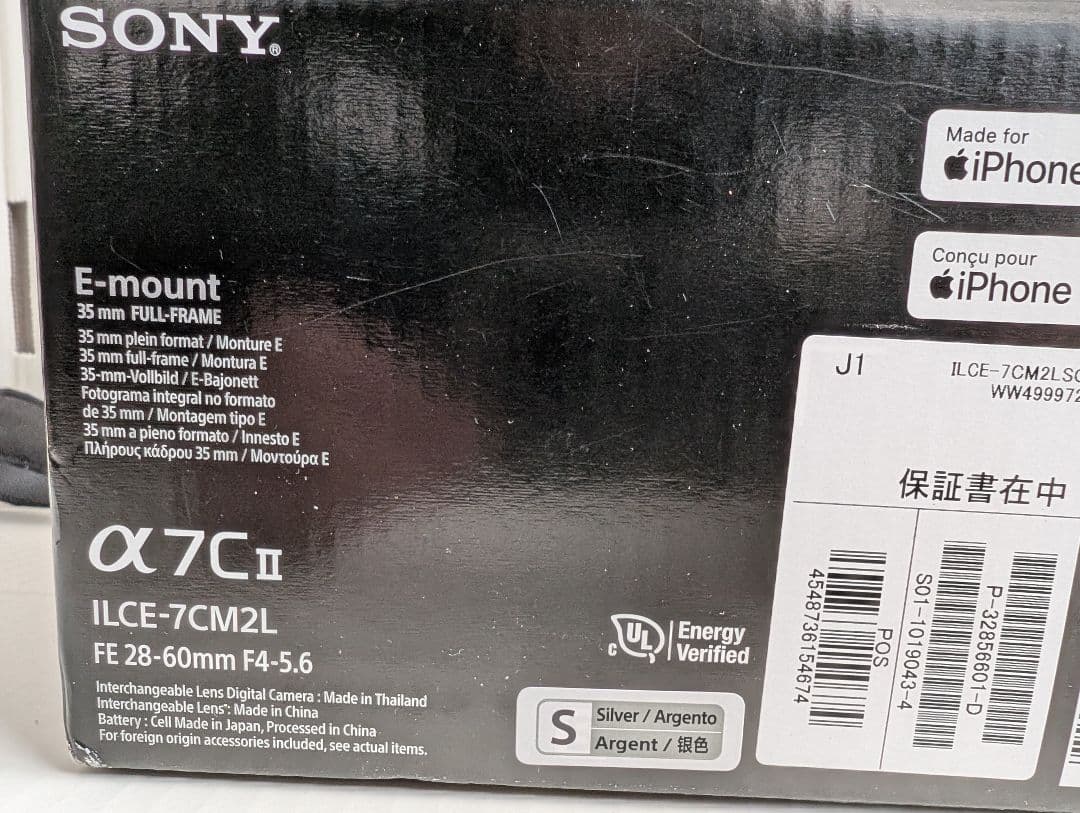 SONY®
Made for
iPhone
Conçu pour
iPhone
E-mount
35 mm FULL-FRAME
35 mm plein format / Monture E
35 mm full-frame / Montura E
35-mm-Vollbild / E-Bajonett
Fotograma integral no formato
de 35 mm / Montagem tipo E
35 mm a pieno formato / Innesto E
Πλήρους κάδρου 35 mm / Μοντούρα E
α7CII
ILCE-7CM2L
FE 28-60mm F4-5.6
Interchangeable Lens Digital Camera : Made in Thailand
Interchangeable Lens*: Made in China
Battery : Cell Made in Japan, Processed in China
For foreign origin accessories included, see actual items.
c UL Energy
Verified
S Silver / Argento
Argent / 银色
J1
ILCE-7CM2LS
WW499972
保証書在中
4548736154674
POS
S01-1019043-4
P-32856601-D